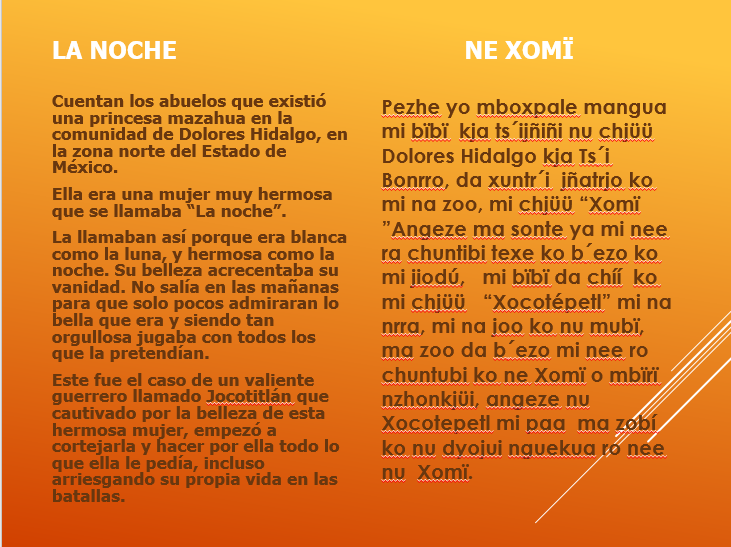 LA NOCHE
Cuentan los abuelos que existió
una princesa mazahua en la
comunidad de Dolores Hidalgo, en
la zona norte del Estado de
México.
Ella era una mujer muy hermosa
que se llamaba “La noche”.
La llamaban así porque era blanca
como la luna, y hermosa como la
noche. Su belleza acrecentaba su
vanidad. No salía en las mañanas
para que solo pocos admiraran lo
bella que era y siendo tan
orgullosa jugaba con todos los
que la pretendían.
Este fue el caso de un valiente
guerrero llamado Jocotitlán que
cautivado por la belleza de esta
hermosa mujer, empezó a
cortejarla y hacer por ella todo lo
que ella le pedía, incluso
arriesgando su propia vida en las
batallas.
NE XOMÏ
Pezhe yo mboxpale mangua
mi bïbï kja ts´ijñiñi nu chjüü
Dolores Hidalgo kja Ts´i
Bonrro, da xuntr´i jñatrjo ko
mi na zoo, mi chjüü “Xomï
”Angeze ma sonte ya mi nee
ra chuntibi texe ko b´ezo ko
mi jiodú, mi bïbï da chíí ko
mi chjüü “Xocotépetl” mi na
nrra, mi na joo ko nu mubï,
ma zoo da b´ezo mi nee ro
chuntubi ko ne Xomï o mbïrï
nzhonkjüi, angeze nu
Xocotepetl mi paa ma zobí
ko nu dyojui nguekua ro nee
nu Xomï.